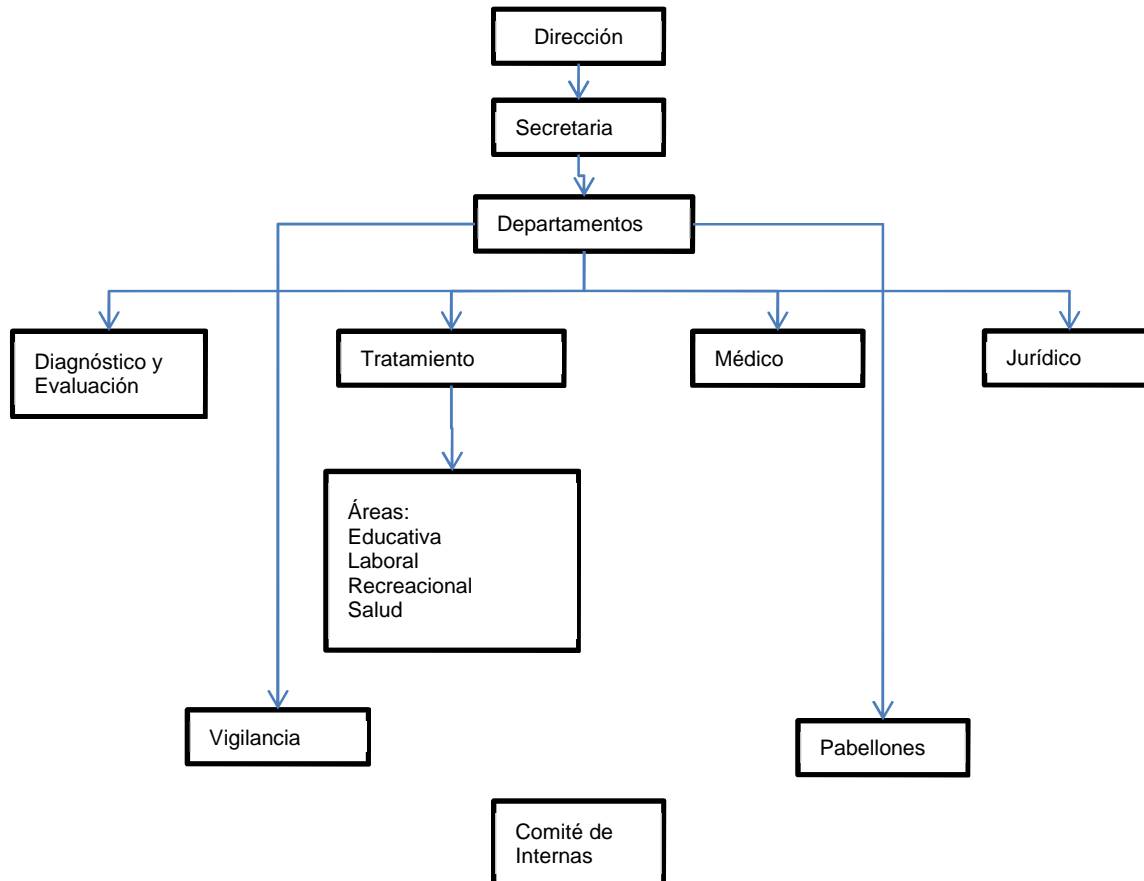 Dirección
Secretaria
Departamentos
Diagnóstico y
Evaluación
Tratamiento
Médico
Jurídico
Áreas:
Educativa
Laboral
Recreacional
Salud
Vigilancia
Pabellones
Comité de
Internas